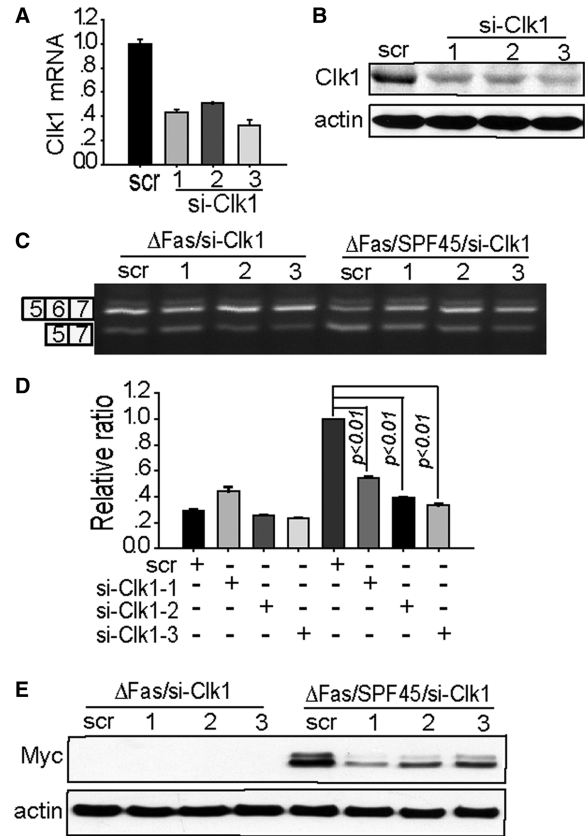 A
Clk1 mRNA
1.2
1.0
.8
.6
.4
.2
0.0
scr 1 2 3
si-Clk1
B
si-Clk1
scr 1 2 3
Clk1
actin
C
ΔFas/si-Clk1 ΔFas/SPF45/si-Clk1
scr 1 2 3 scr 1 2 3
5 6 7
5 7
D
Relative ratio
1.2
1.0
.8
.6
.4
.2
0.0
p<0.01 p<0.01 p<0.01
scr + - - - + - - -
si-Clk1-1 - + - - - + - -
si-Clk1-2 - - + - - - + -
si-Clk1-3 - - - + - - - +
E
ΔFas/si-Clk1 ΔFas/SPF45/si-Clk1
scr 1 2 3 scr 1 2 3
Myc
actin